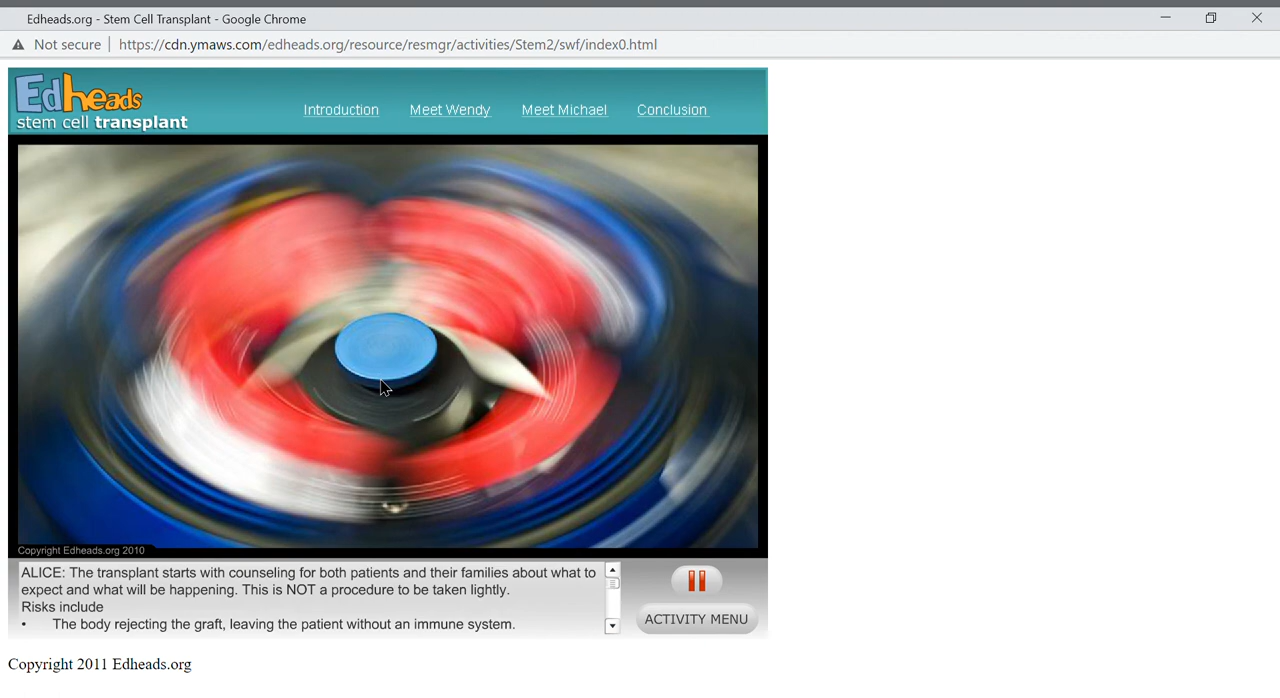 Edheads.org - Stem Cell Transplant - Google Chrome
Not secure | https://cdn.ymaws.com/edheads.org/resource/resmgr/activities/Stem2/swf/index0.html
Edheads
stem cell transplant
Introduction Meet Wendy Meet Michael Conclusion
Copyright Edheads.org 2010
ALICE: The transplant starts with counseling for both patients and their families about what to
expect and what will be happening. This is NOT a procedure to be taken lightly.
Risks include
• The body rejecting the graft, leaving the patient without an immune system.
ACTIVITY MENU
Copyright 2011 Edheads.org